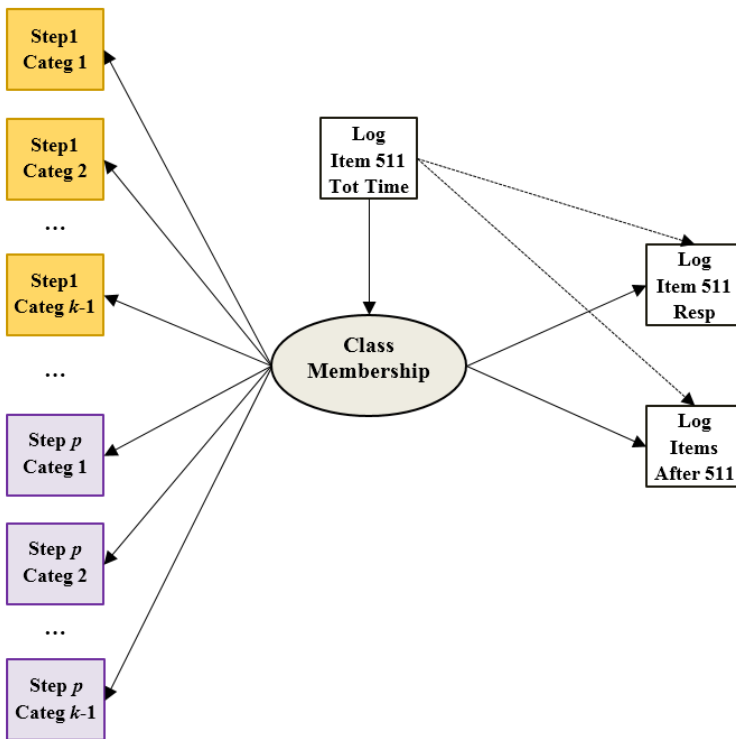 Step1
Categ 1
Step1
Categ 2
...
Step1
Categ k-1
...
Step p
Categ 1
Step p
Categ 2
...
Step p
Categ k-1
Log
Item 511
Tot Time
Class
Membership
Log
Item 511
Resp
Log
Items
After 511